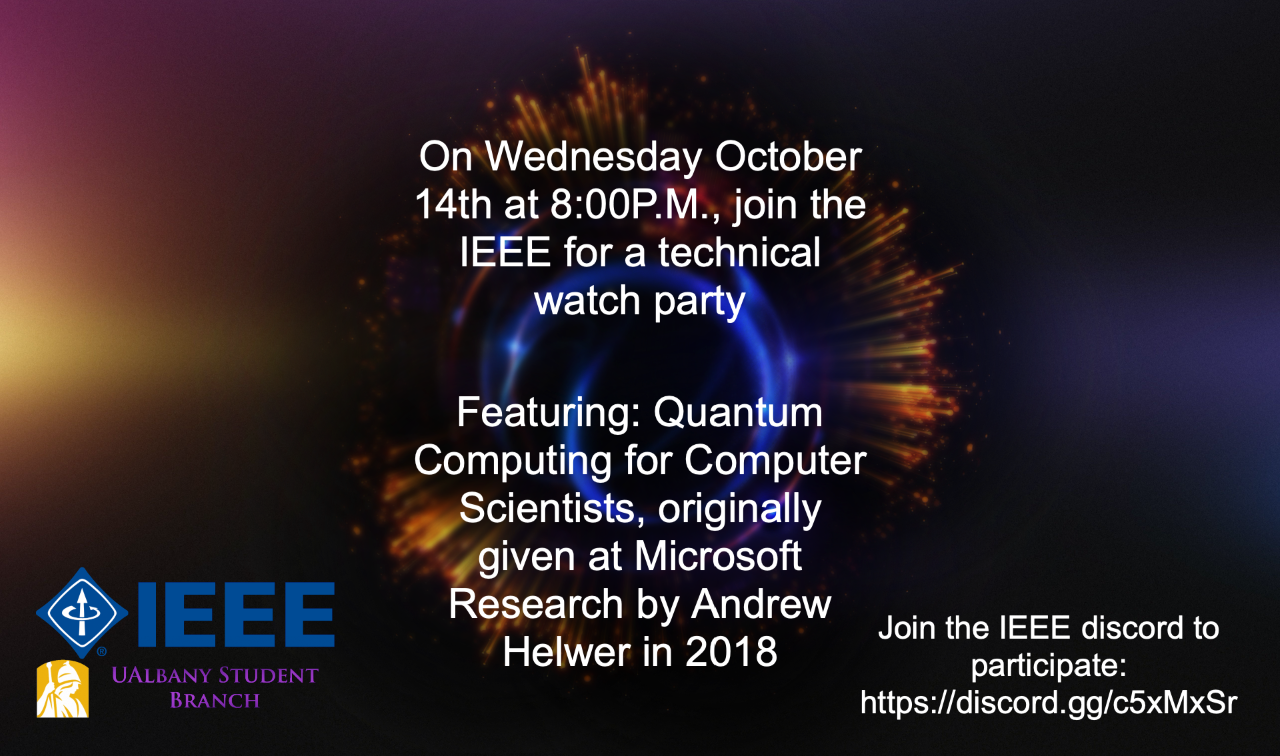 On Wednesday October
14th at 8:00P.M., join the
IEEE for a technical
watch party
Featuring: Quantum
Computing for Computer
Scientists, originally
given at Microsoft
Research by Andrew
Helwer in 2018
IEEE
®
UAlbany Student
Branch
Join the IEEE discord to
participate:
https://discord.gg/c5xMxSr